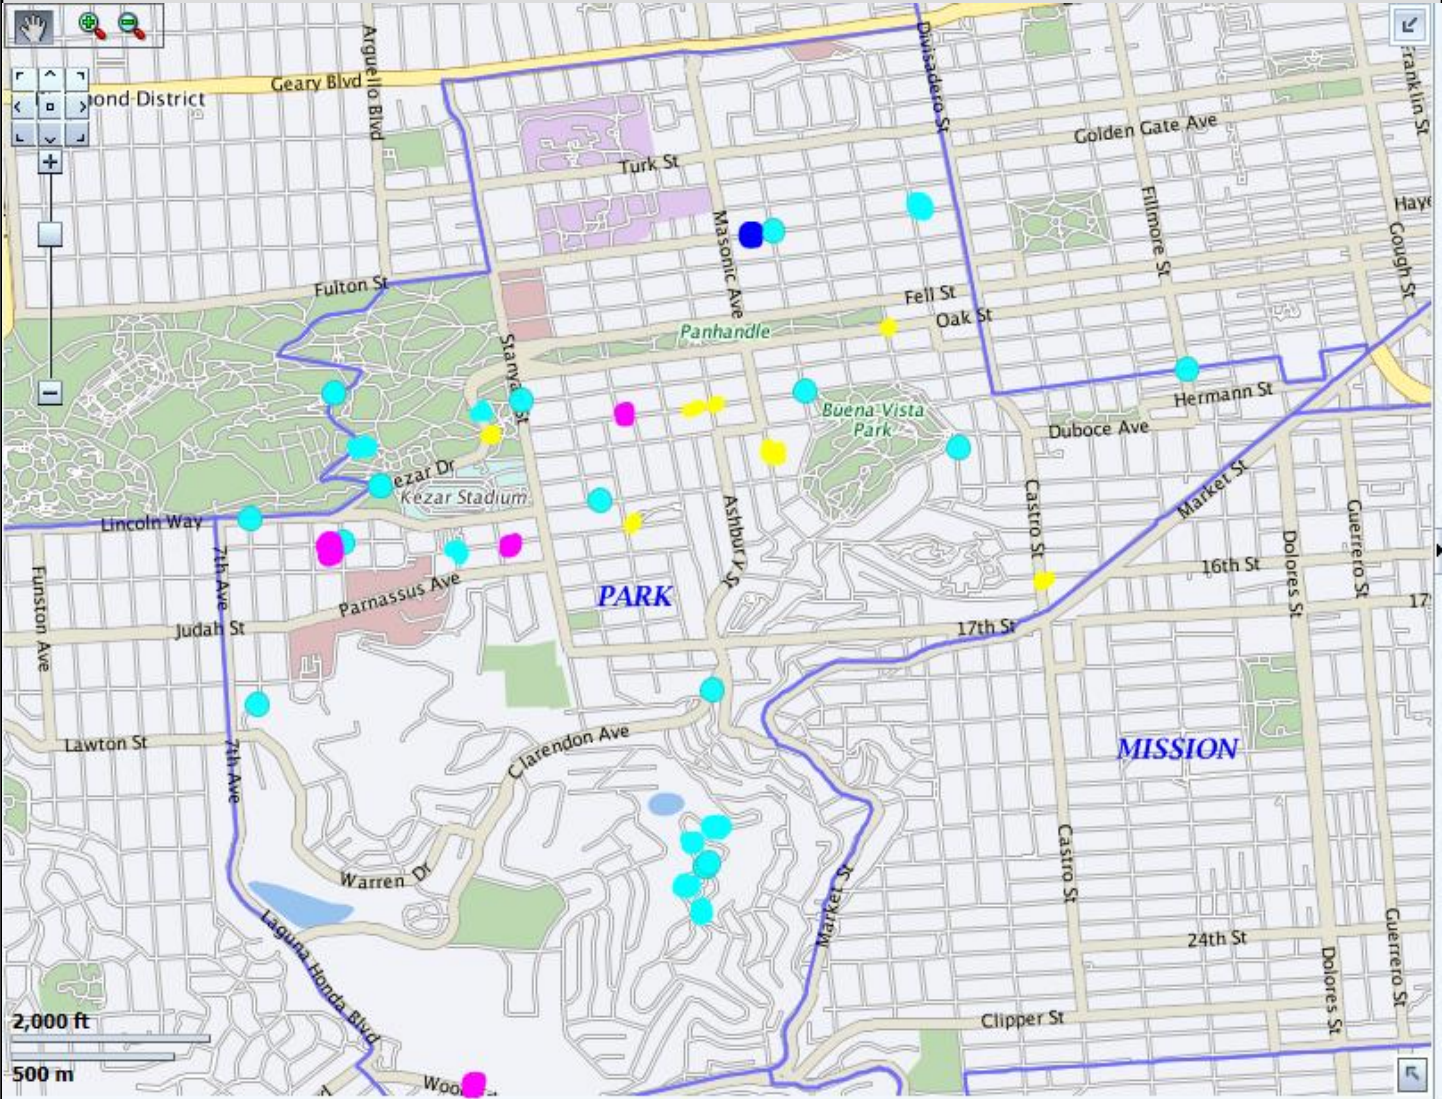 Geary Blvd
Arguello Blvd
Divisadero St
Franklin St
ond District
Golden Gate Ave
Turk St
Masonic Ave
Fillmore St
Haye
Gough St
Fulton St
Fell St
Oak St
Panhandle
Hermann St
Buena Vista
Park
Duboce Ave
ezar Dr
Kezar Stadium
Lincoln Way
Market St
Castro St
Ashbury St
Guerrero St
Dolores St
7th Ave
Funston Ave
Parnassus Ave
PARK
16th St
17
Judah St
17th St
Lawton St
Clarendon Ave
MISSION
7th Ave
Castro St
Warren Dr
Market St
Laguna Honda Blvd
24th St
Guerrero St
Dolores St
2,000 ft
Clipper St
500 m